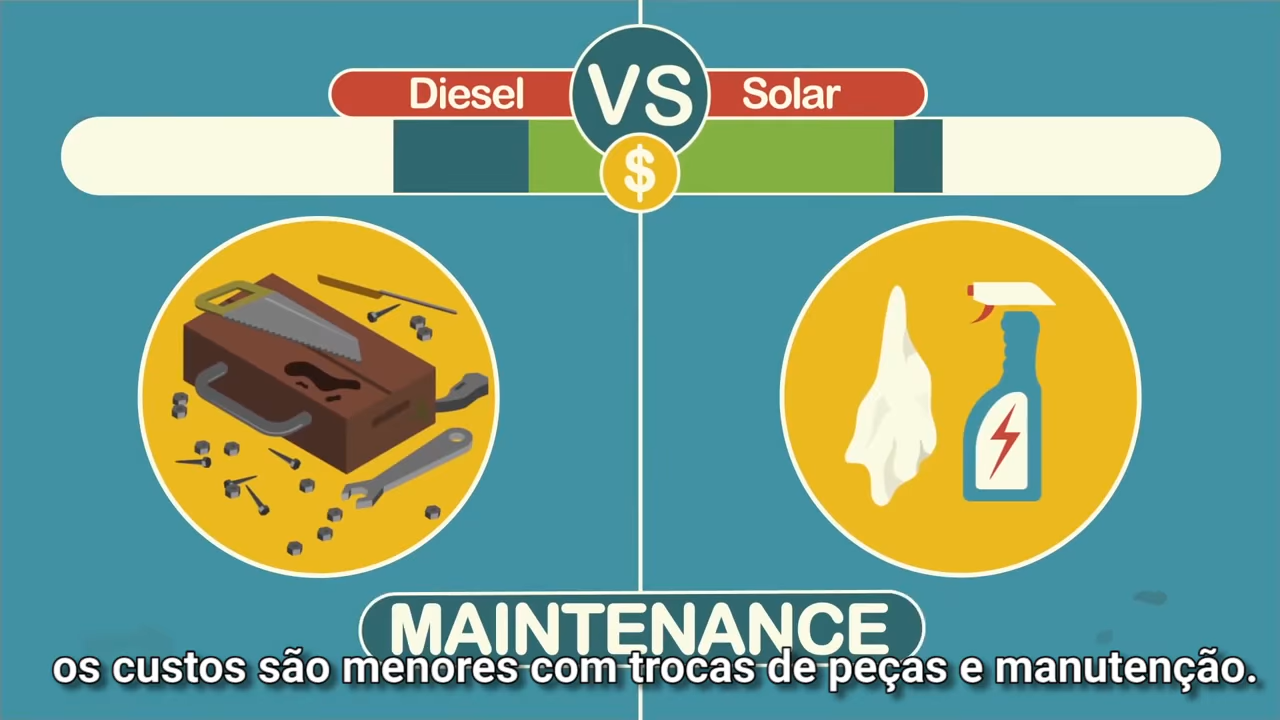 Diesel VS Solar
$
MAINTENANCE
os custos são menores com trocas de peças e manutenção.